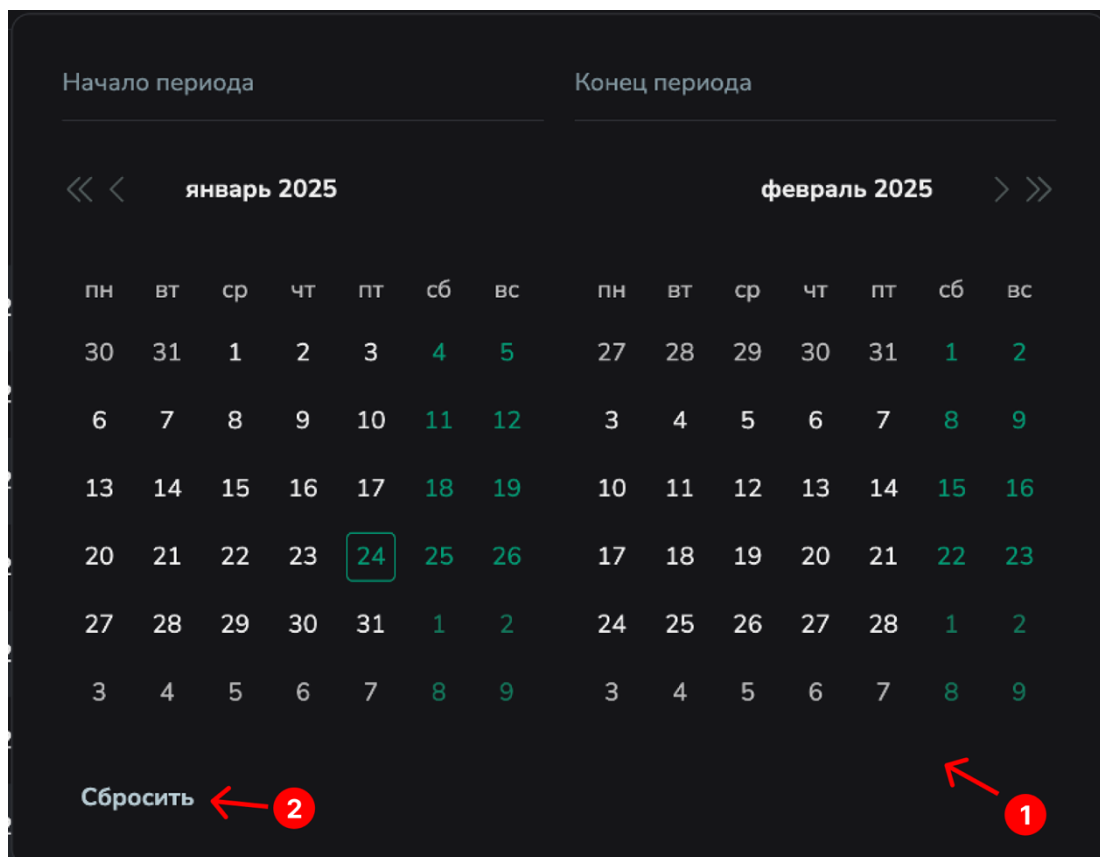 Начало периода Конец периода
январь 2025 февраль 2025
пн вт ср чт пт сб вс пн вт ср чт пт сб вс
30 31 1 2 3 4 5 27 28 29 30 31 1 2
6 7 8 9 10 11 12 3 4 5 6 7 8 9
13 14 15 16 17 18 19 10 11 12 13 14 15 16
20 21 22 23 24 25 26 17 18 19 20 21 22 23
27 28 29 30 31 1 2 24 25 26 27 28 1 2
3 4 5 6 7 8 9 3 4 5 6 7 8 9
Сбросить 2 1